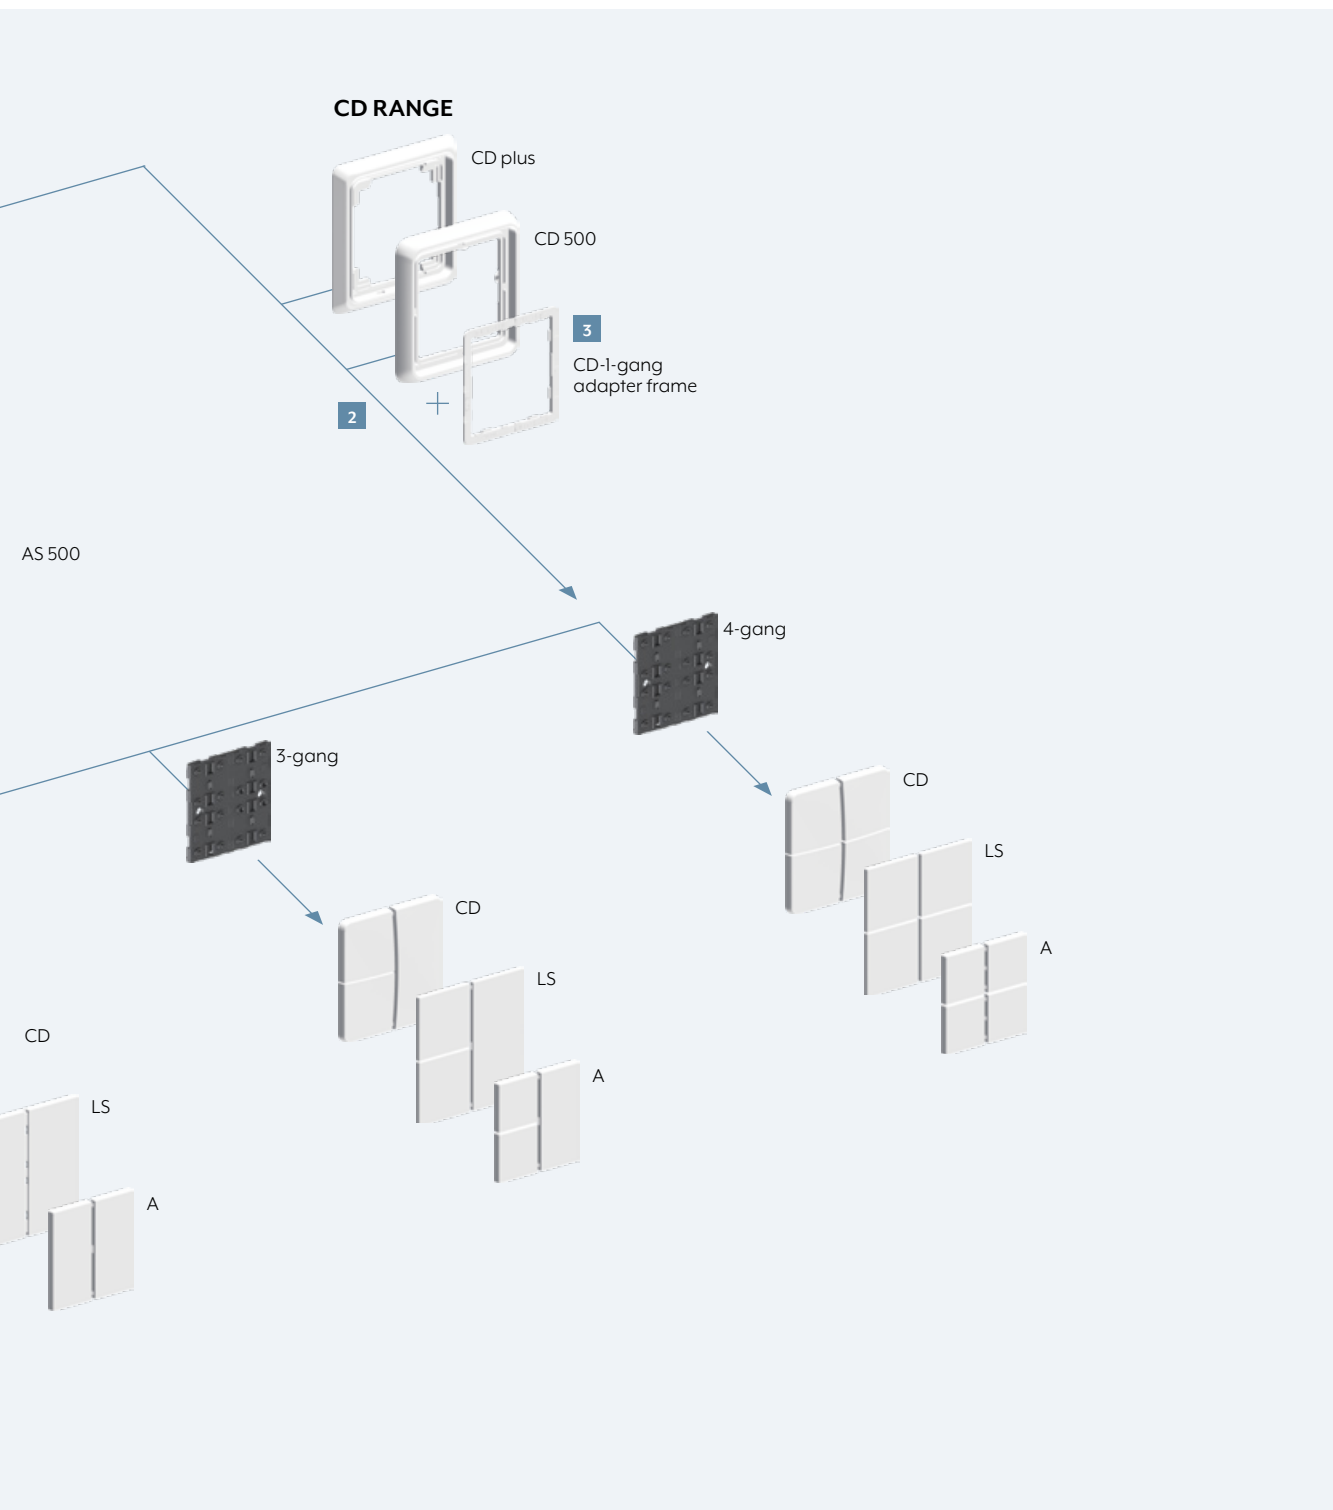 CD RANGE
CD plus
CD 500
3
CD-1-gang
adapter frame
2
AS 500
4-gang
3-gang
CD
LS
A
CD
LS
A
CD
LS
A